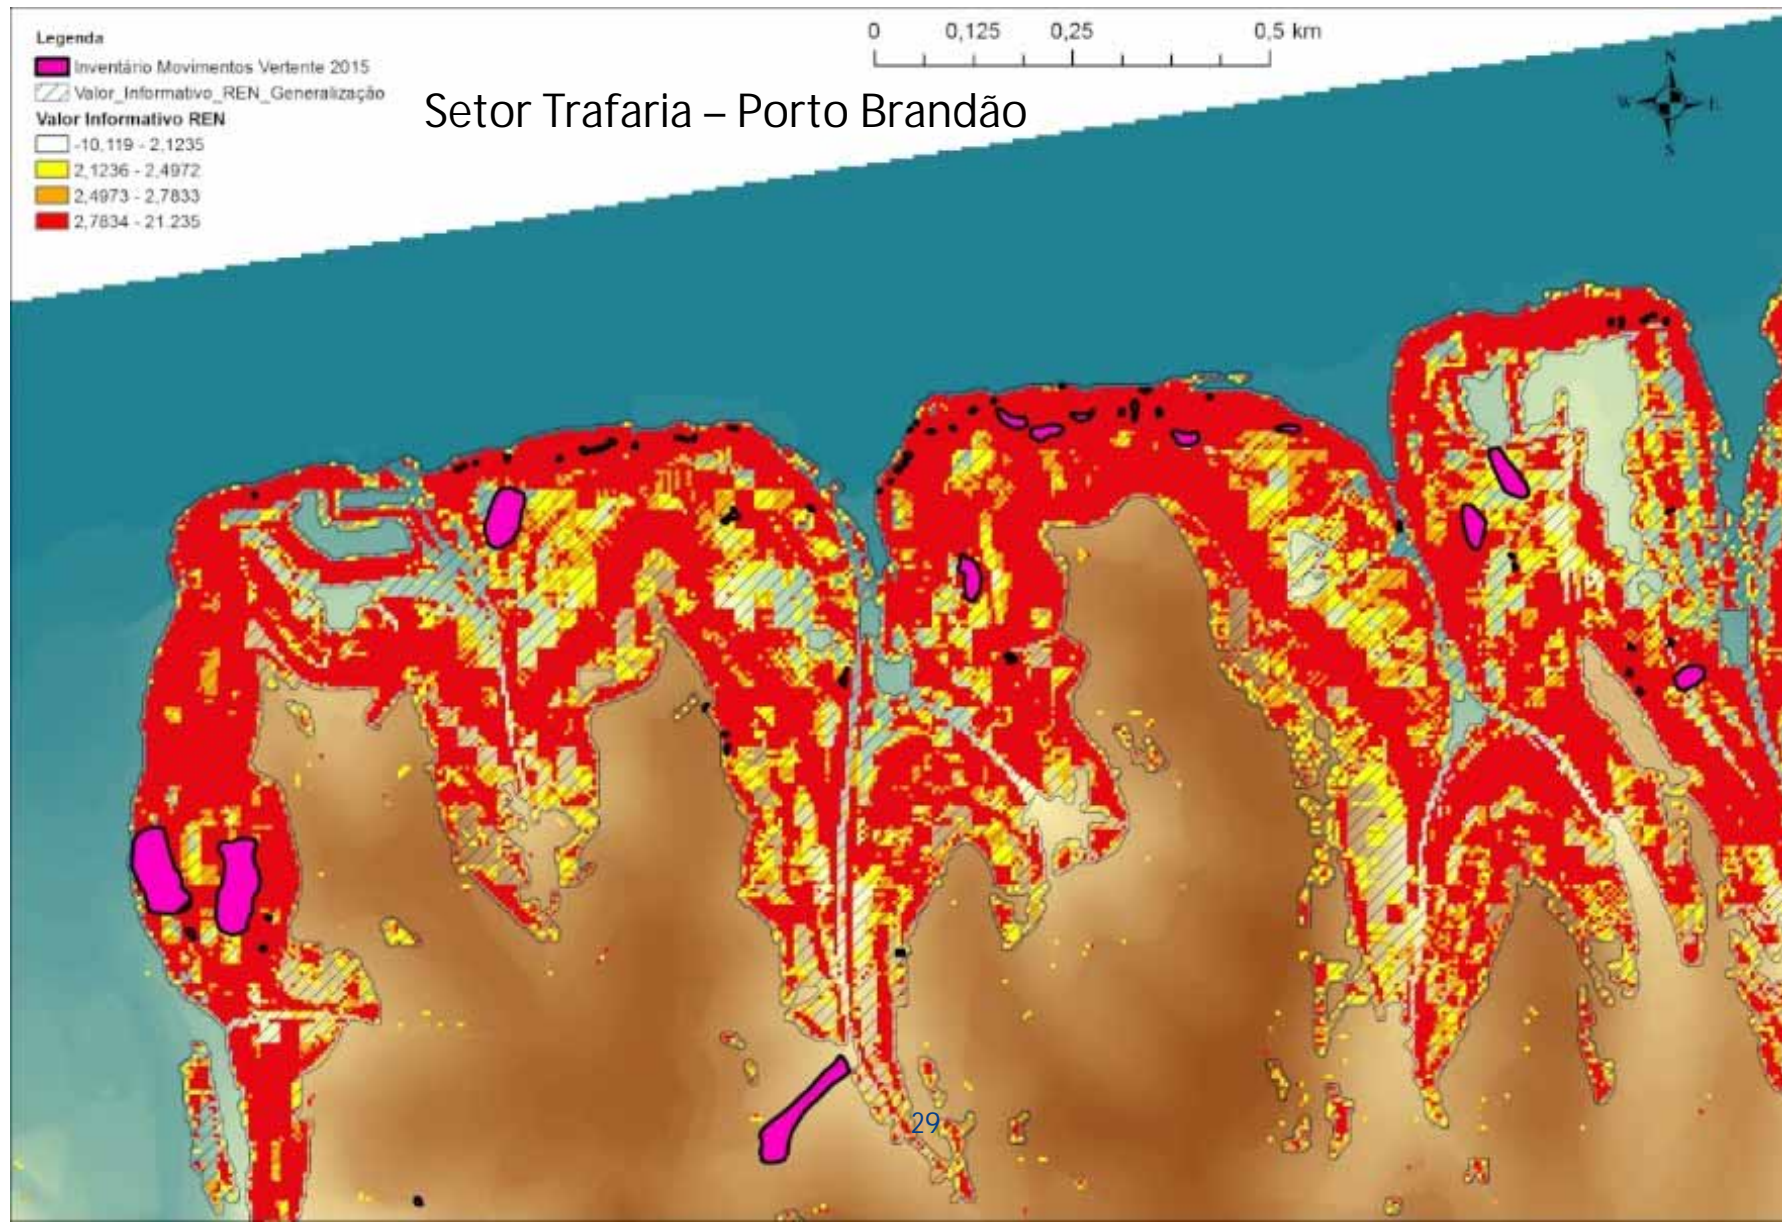 Legenda
Inventário Movimentos Vertente 2015
Valor_Informativo_REN_Generalização
Valor Informativo REN
-10,119 - 2,1235
2,1236 - 2,4972
2,4973 - 2,7833
2,7834 - 21.235
Setor Trafaria – Porto Brandão
0 0,125 0,25 0,5 km
N
W E
S
29